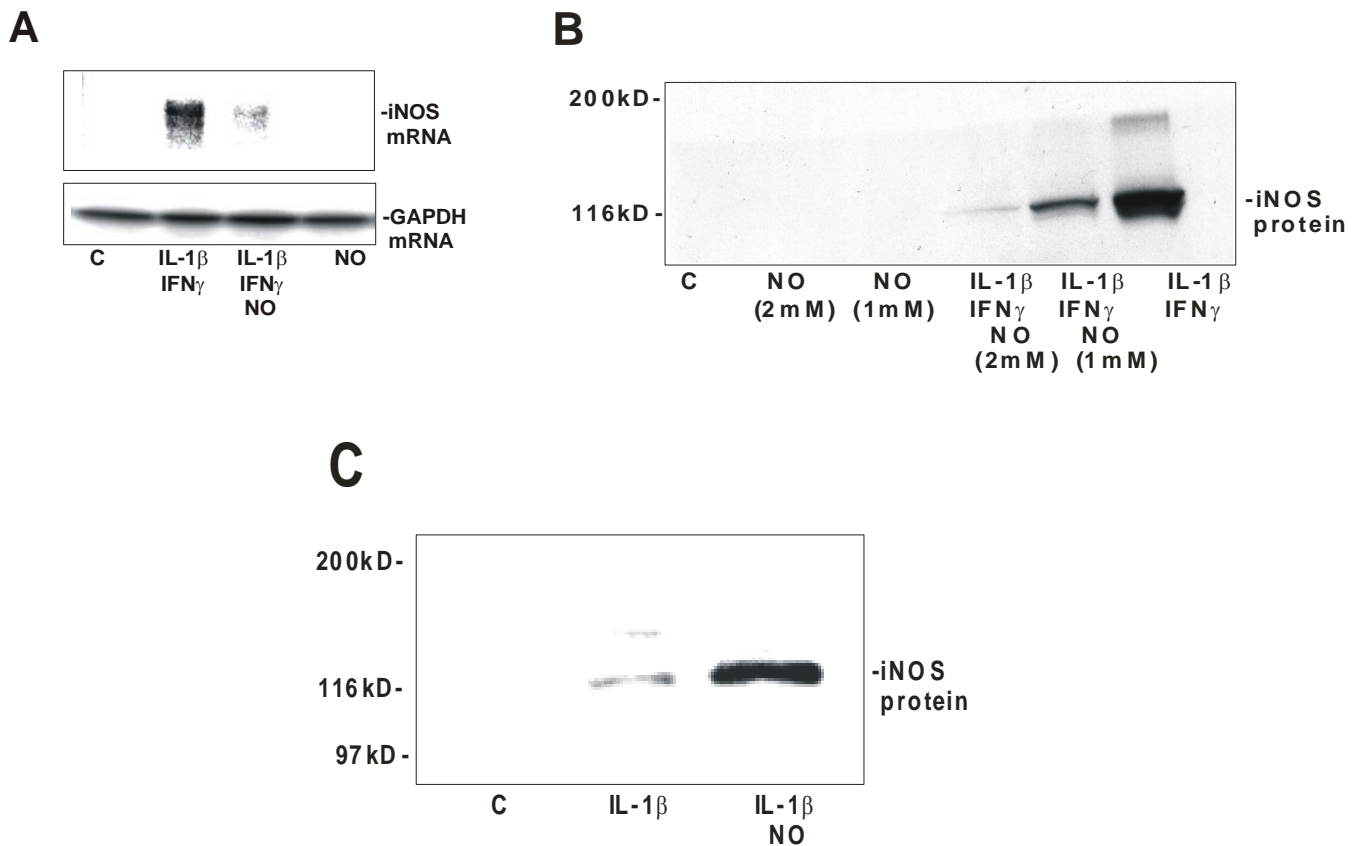 A
-iNOS
mRNA
-GAPDH
mRNA
C
IL-1β
IFNγ
IL-1β
IFNγ
NO
NO
B
200kD-
116kD-
-iNOS
protein
C
NO
(2mM)
NO
(1mM)
IL-1β
IFNγ
NO
(2mM)
IL-1β
IFNγ
NO
(1mM)
IL-1β
IFNγ
C
200kD-
116kD-
97kD-
-iNOS
protein
C
IL-1β
IL-1β
NO